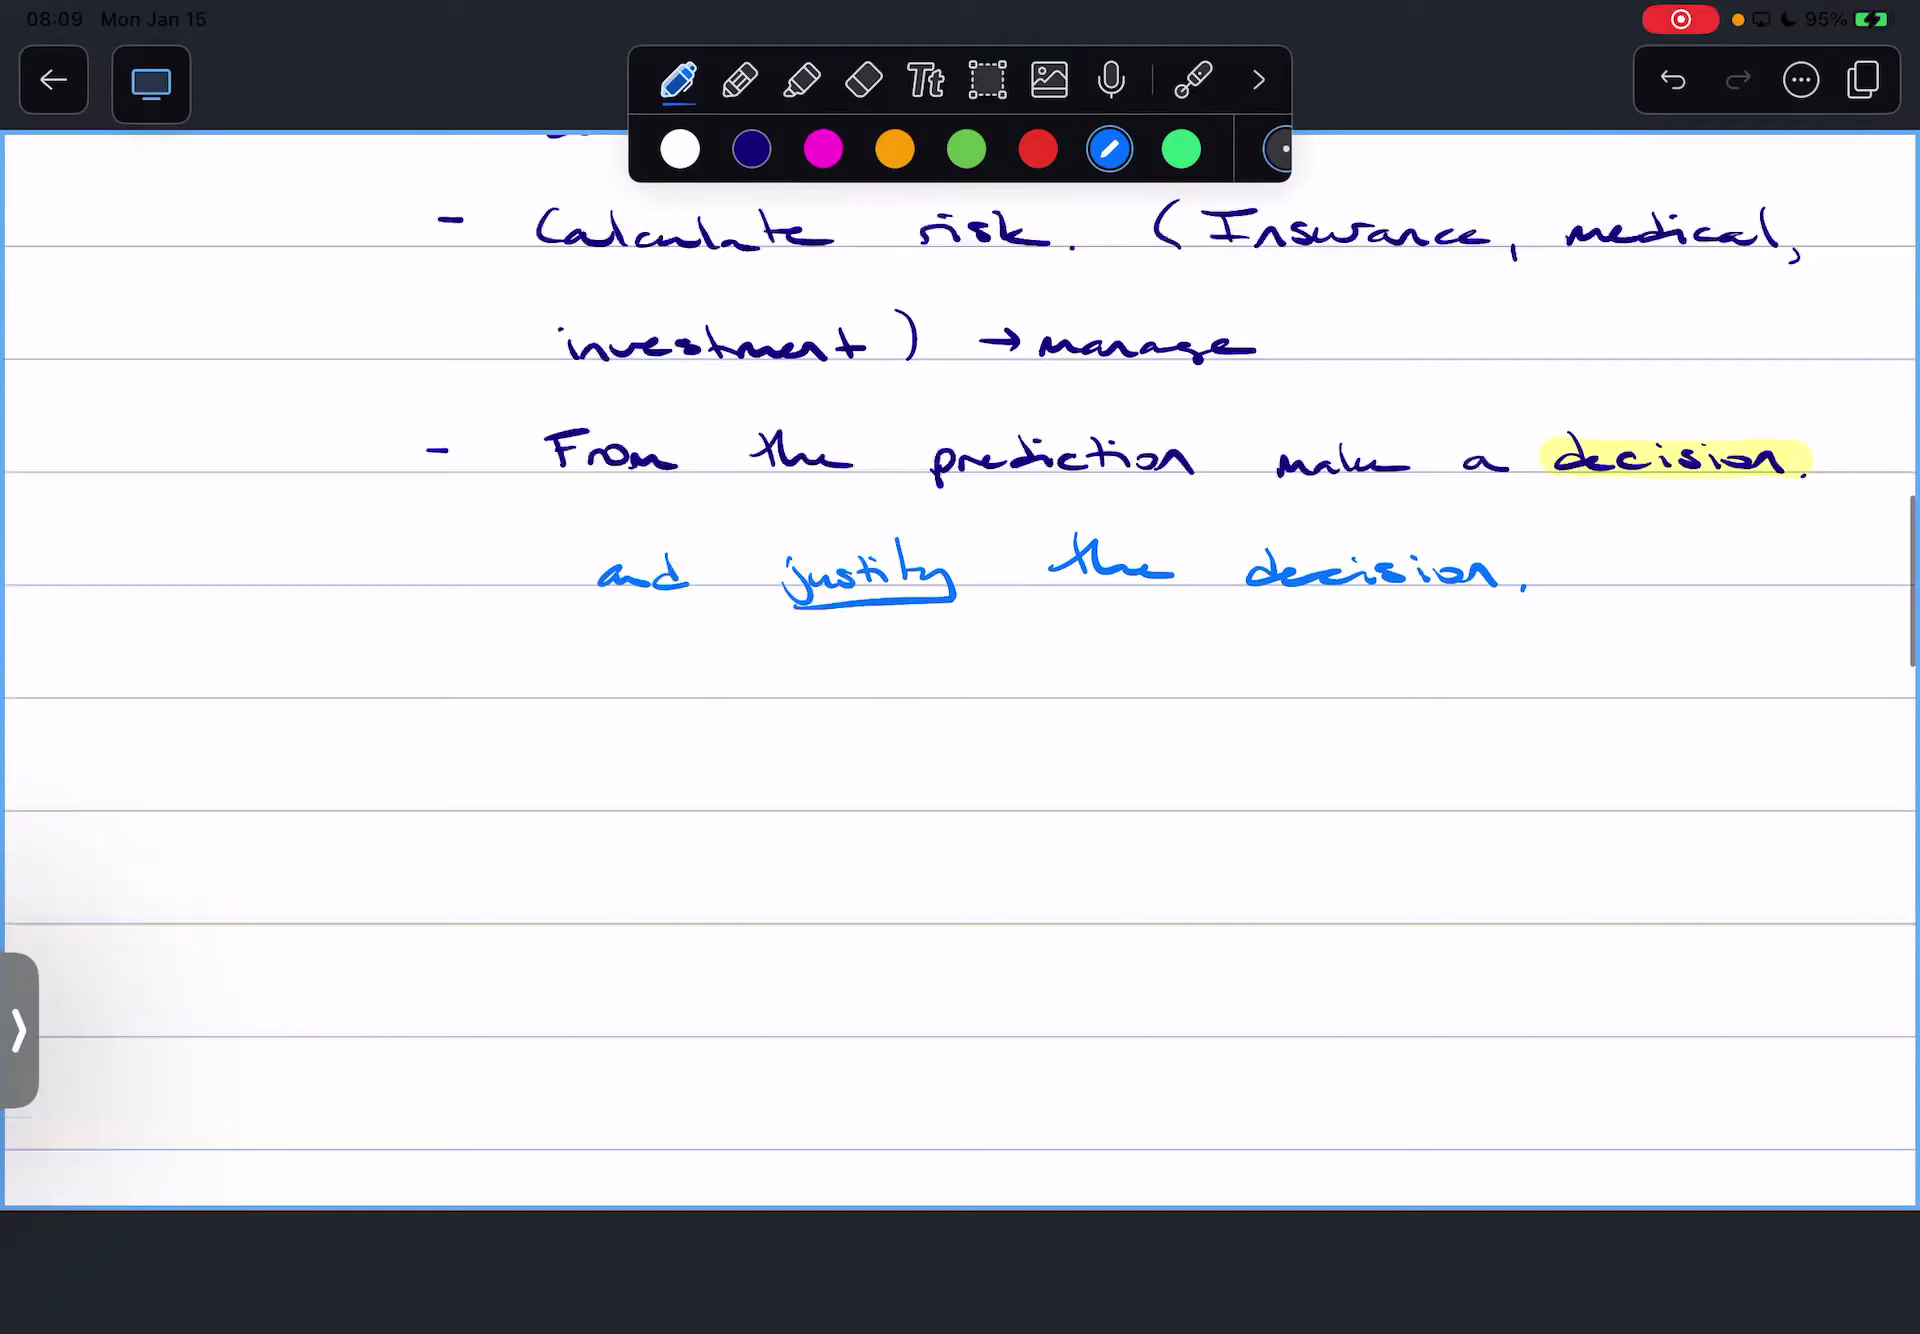 08:09 Mon Jan 15
95%
Tt
- Calculate risk. (Insurance, medical,
investment) → manage
- From the prediction make a decision.
and justify the decision.